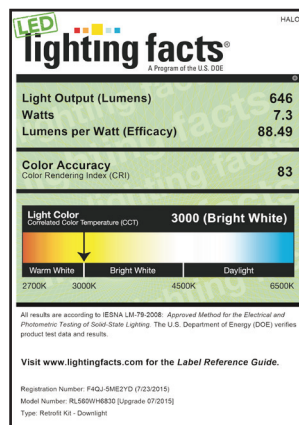 HALO
LED
lighting facts®
A Program of the U.S. DOE
Light Output (Lumens) 646
Watts 7.3
Lumens per Watt (Efficacy) 88.49
Color Accuracy
Color Rendering Index (CRI) 83
Light Color
Correlated Color Temperature (CCT) 3000 (Bright White)
Warm White Bright White Daylight
2700K 3000K 4500K 6500K
All results are according to IESNA LM-79-2008: Approved Method for the Electrical and
Photometric Testing of Solid-State Lighting. The U.S. Department of Energy (DOE) verifies
product test data and results.
Visit www.lightingfacts.com for the Label Reference Guide.
Registration Number: F4QJ-5ME2YD (7/23/2015)
Model Number: RL560WH6830 [Upgrade 07/2015]
Type: Retrofit Kit - Downlight